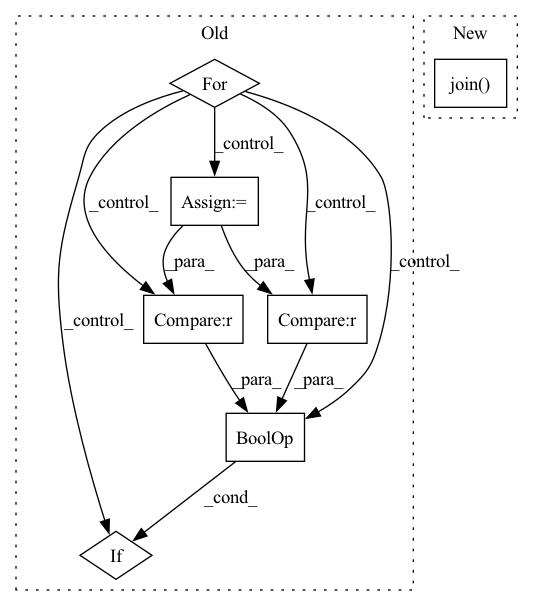 Old
New
For
join()
_control_
Assign:=
_control_
_control_
_control_
_para_
_para_
_control_
Compare:r
Compare:r
_para_
_para_
BoolOp
_cond_
If